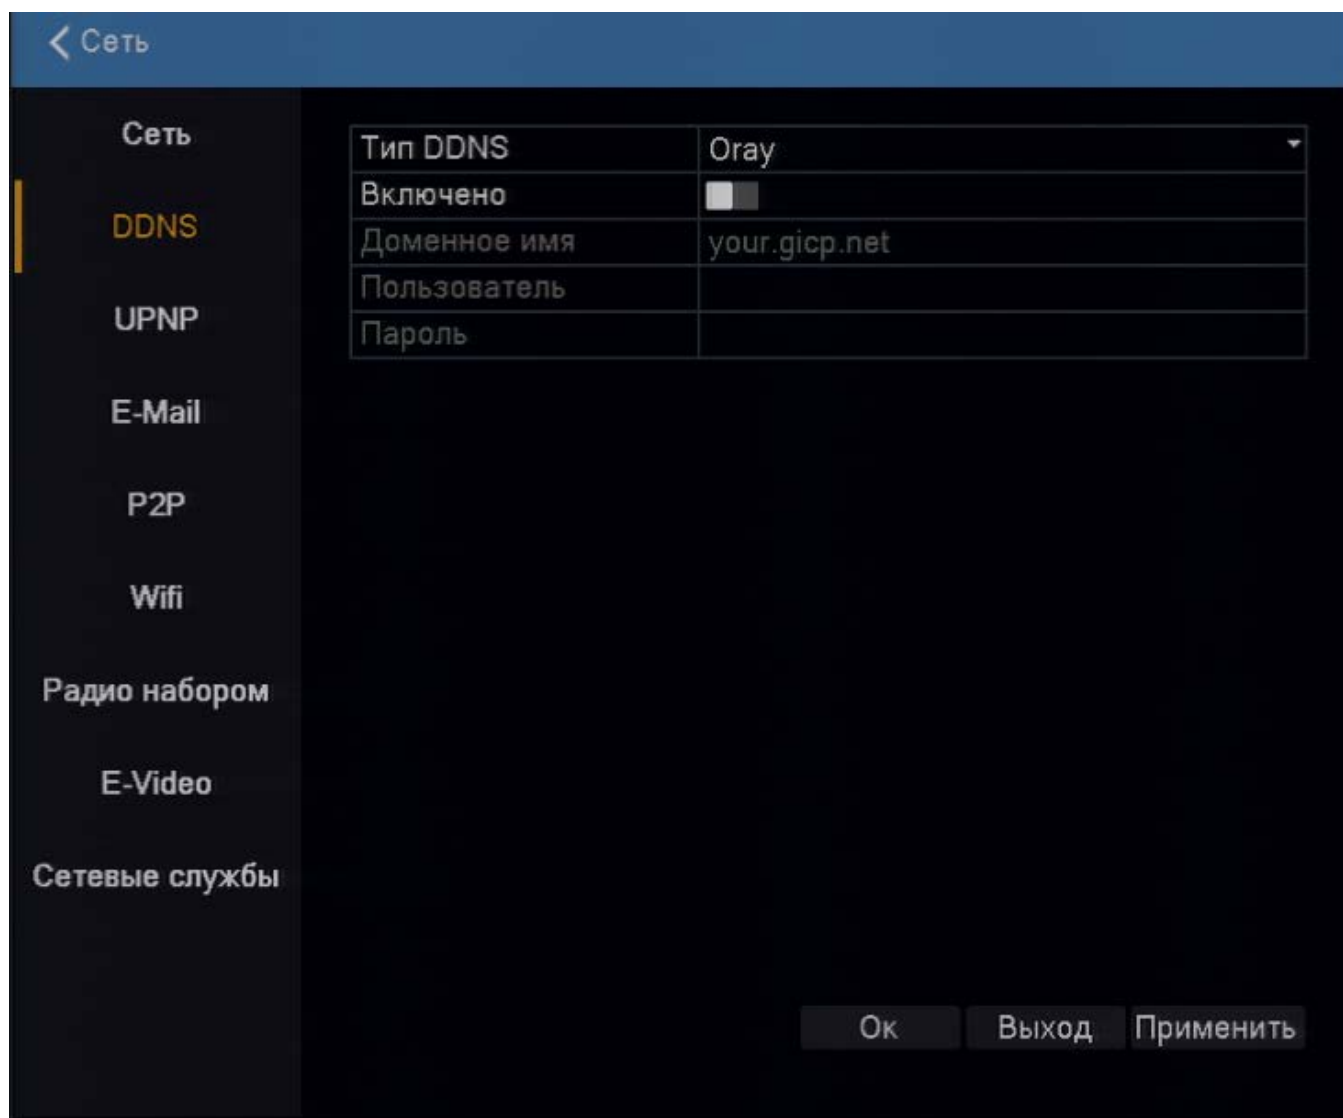 Сеть
Сеть
DDNS
UPNP
E-Mail
P2P
Wifi
Радио набором
E-Video
Сетевые службы
Тип DDNS Oray
Включено
Доменное имя your.gicp.net
Пользователь
Пароль
Ок Выход Применить